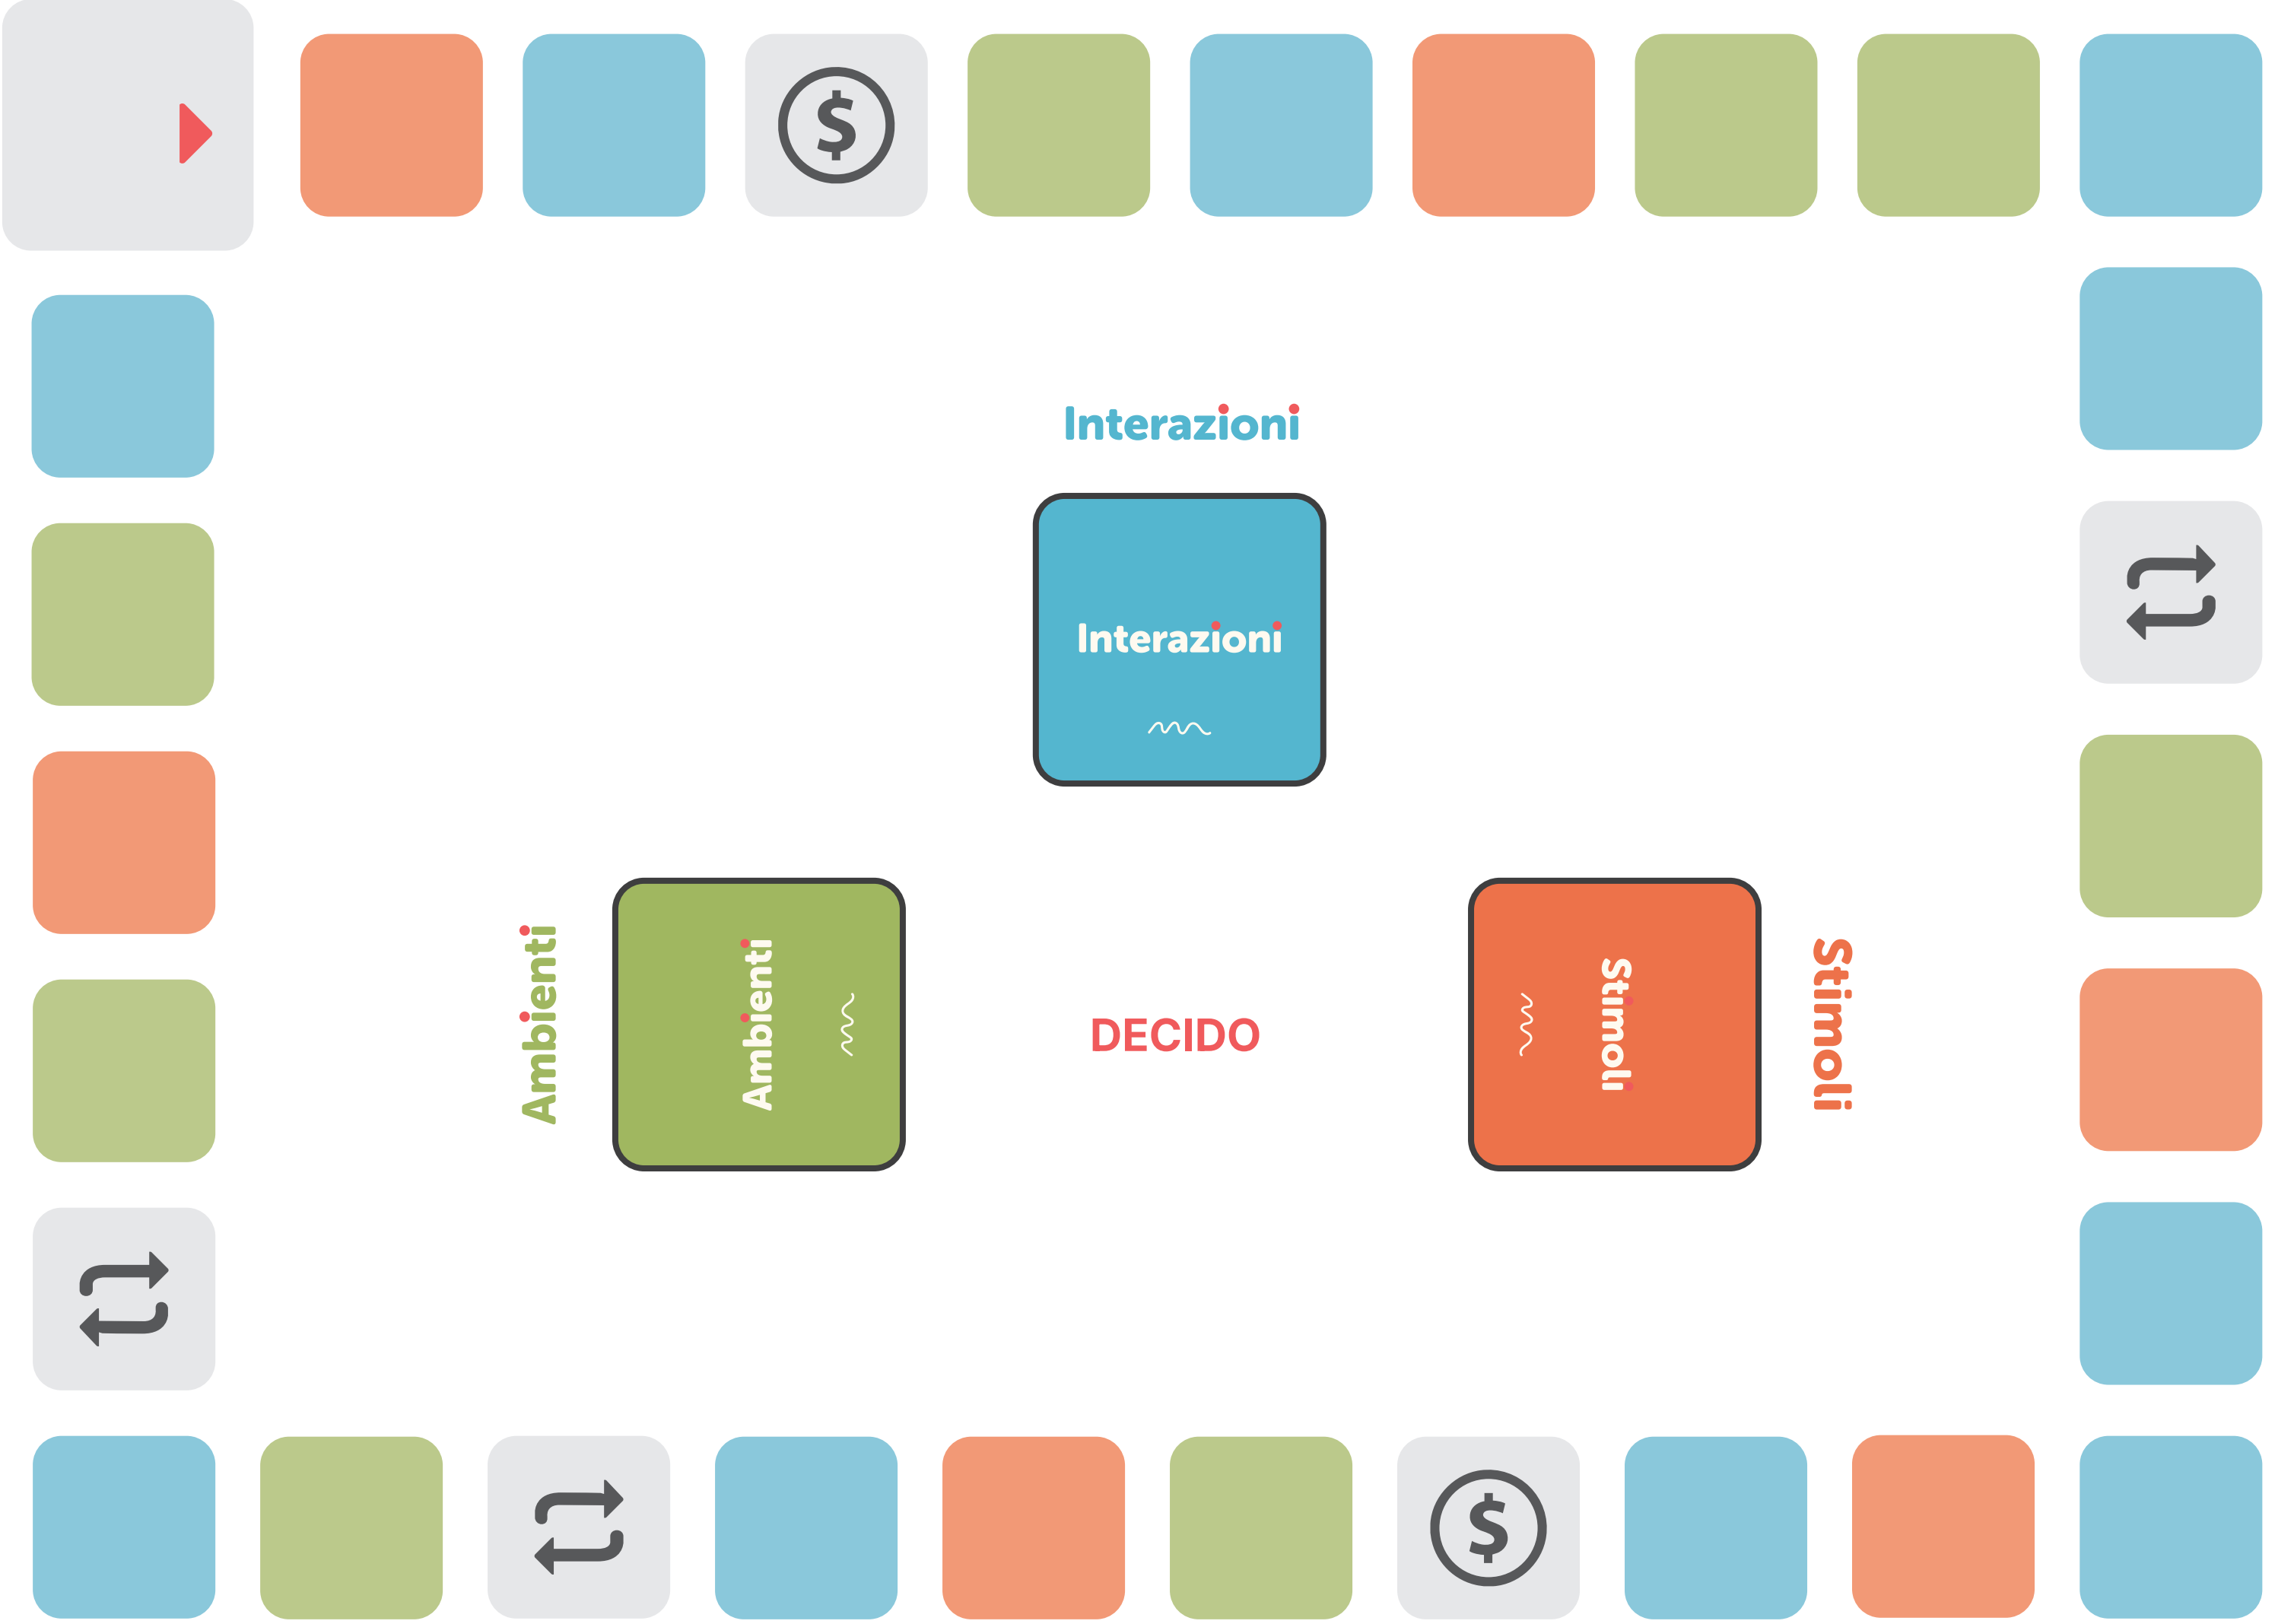 $
Interazioni
Interazioni
Ambienti
Ambienti
DECIDO
Stimoli
Stimoli
$